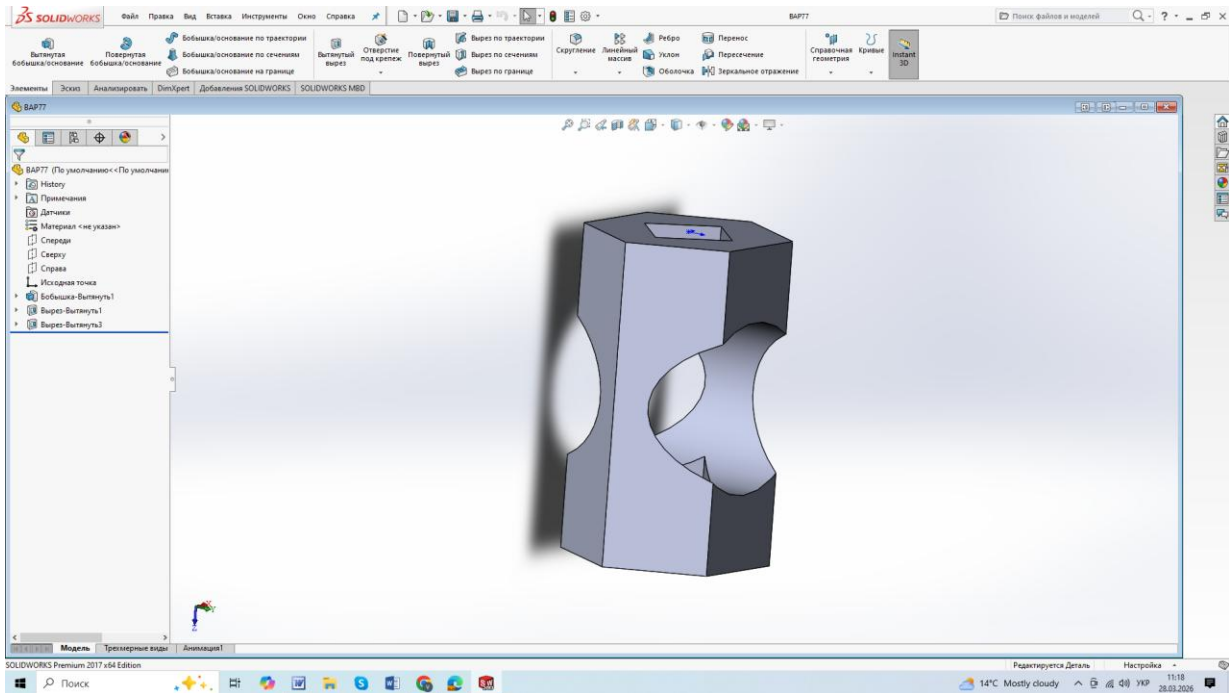 SOLIDWORKS Файл Правка Вид Вставка Инструменты Окно Справка BAP77 Поиск файлов и моделей
Вытянутая бобышка/основание
Повернутая бобышка/основание
Бобышка/основание по траектории
Бобышка/основание по сечениям
Бобышка/основание на границе
Вытянутый вырез
Отверстие под крепеж
Повернутый вырез
Вырез по траектории
Вырез по сечениям
Вырез по границе
Скругление
Линейный массив
Ребро
Уклон
Оболочка
Перенос
Пересечение
Зеркальное отражение
Справочная геометрия
Кривые
Instant 3D
Элементы Эскиз Анализировать DimXpert Добавления SOLIDWORKS SOLIDWORKS MBD
BAP77
BAP77 (По умолчанию<<По умолчани
History
Примечания
Датчики
Материал <не указан>
Спереди
Сверху
Справа
Исходная точка
Бобышка-Вытянуть1
Вырез-Вытянуть1
Вырез-Вытянуть3
Модель Трехмерные виды Анимация1
SOLIDWORKS Premium 2017 x64 Edition Редактируется Деталь Настройка
Поиск 14°C Mostly cloudy УКР 11:18
28.03.2026